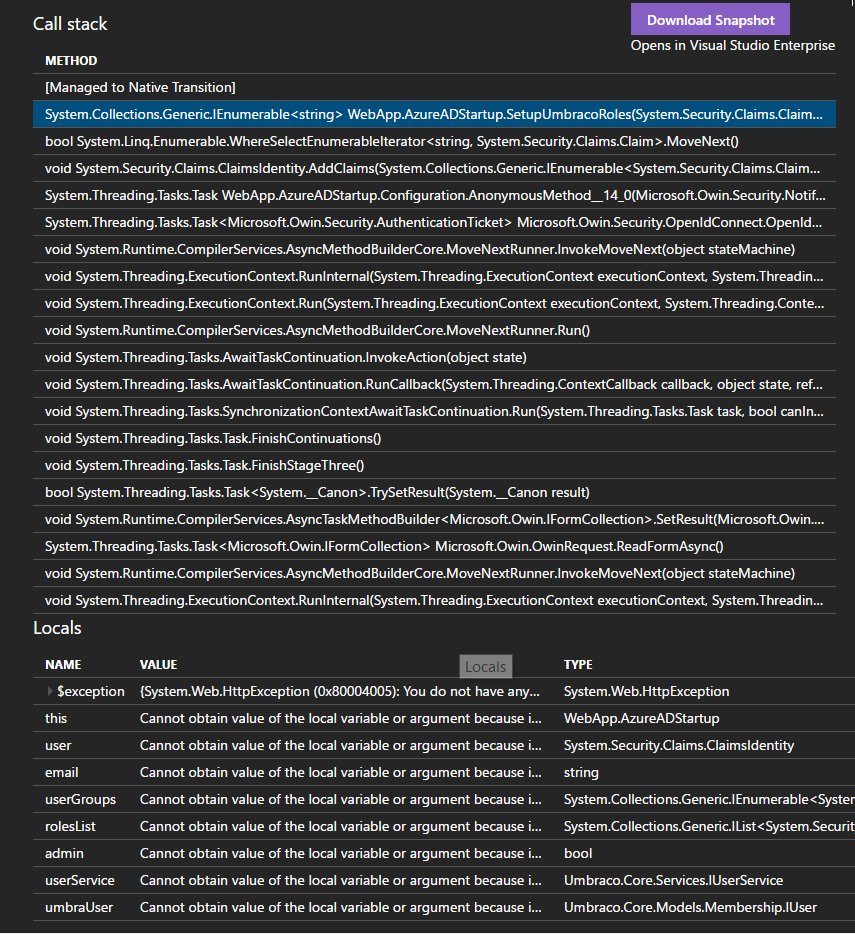 Call stack
Download Snapshot
Opens in Visual Studio Enterprise
METHOD
[Managed to Native Transition]
System.Collections.Generic.IEnumerable<string> WebApp.AzureADStartup.SetupUmbracoRoles(System.Security.Claims.Claim...
bool System.Linq.Enumerable.WhereSelectEnumerableIterator<string, System.Security.Claims.Claim>.MoveNext()
void System.Security.Claims.ClaimsIdentity.AddClaims(System.Collections.Generic.IEnumerable<System.Security.Claims.Claim...
System.Threading.Tasks.Task WebApp.AzureADStartup.Configuration.AnonymousMethod__14_0(Microsoft.Owin.Security.Notif...
System.Threading.Tasks.Task<Microsoft.Owin.Security.AuthenticationTicket> Microsoft.Owin.Security.OpenIdConnect.OpenId...
void System.Runtime.CompilerServices.AsyncMethodBuilderCore.MoveNextRunner.InvokeMoveNext(object stateMachine)
void System.Threading.ExecutionContext.RunInternal(System.Threading.ExecutionContext executionContext, System.Threadin...
void System.Threading.ExecutionContext.Run(System.Threading.ExecutionContext executionContext, System.Threading.Conte...
void System.Runtime.CompilerServices.AsyncMethodBuilderCore.MoveNextRunner.Run()
void System.Threading.Tasks.AwaitTaskContinuation.InvokeAction(object state)
void System.Threading.Tasks.AwaitTaskContinuation.RunCallback(System.Threading.ContextCallback callback, object state, ref...
void System.Threading.Tasks.SynchronizationContextAwaitTaskContinuation.Run(System.Threading.Tasks.Task task, bool canIn...
void System.Threading.Tasks.Task.FinishContinuations()
void System.Threading.Tasks.Task.FinishStageThree()
bool System.Threading.Tasks.Task<System.__Canon>.TrySetResult(System.__Canon result)
void System.Runtime.CompilerServices.AsyncTaskMethodBuilder<Microsoft.Owin.IFormCollection>.SetResult(Microsoft.Owin....
System.Threading.Tasks.Task<Microsoft.Owin.IFormCollection> Microsoft.Owin.OwinRequest.ReadFormAsync()
void System.Runtime.CompilerServices.AsyncMethodBuilderCore.MoveNextRunner.InvokeMoveNext(object stateMachine)
void System.Threading.ExecutionContext.RunInternal(System.Threading.ExecutionContext executionContext, System.Threadin...
Locals
NAME VALUE Locals TYPE
$exception {System.Web.HttpException (0x80004005): You do not have any... System.Web.HttpException
this Cannot obtain value of the local variable or argument because i... WebApp.AzureADStartup
user Cannot obtain value of the local variable or argument because i... System.Security.Claims.ClaimsIdentity
email Cannot obtain value of the local variable or argument because i... string
userGroups Cannot obtain value of the local variable or argument because i... System.Collections.Generic.IEnumerable<System
rolesList Cannot obtain value of the local variable or argument because i... System.Collections.Generic.IList<System.Securit
admin Cannot obtain value of the local variable or argument because i... bool
userService Cannot obtain value of the local variable or argument because i... Umbraco.Core.Services.IUserService
umbraUser Cannot obtain value of the local variable or argument because i... Umbraco.Core.Models.Membership.IUser